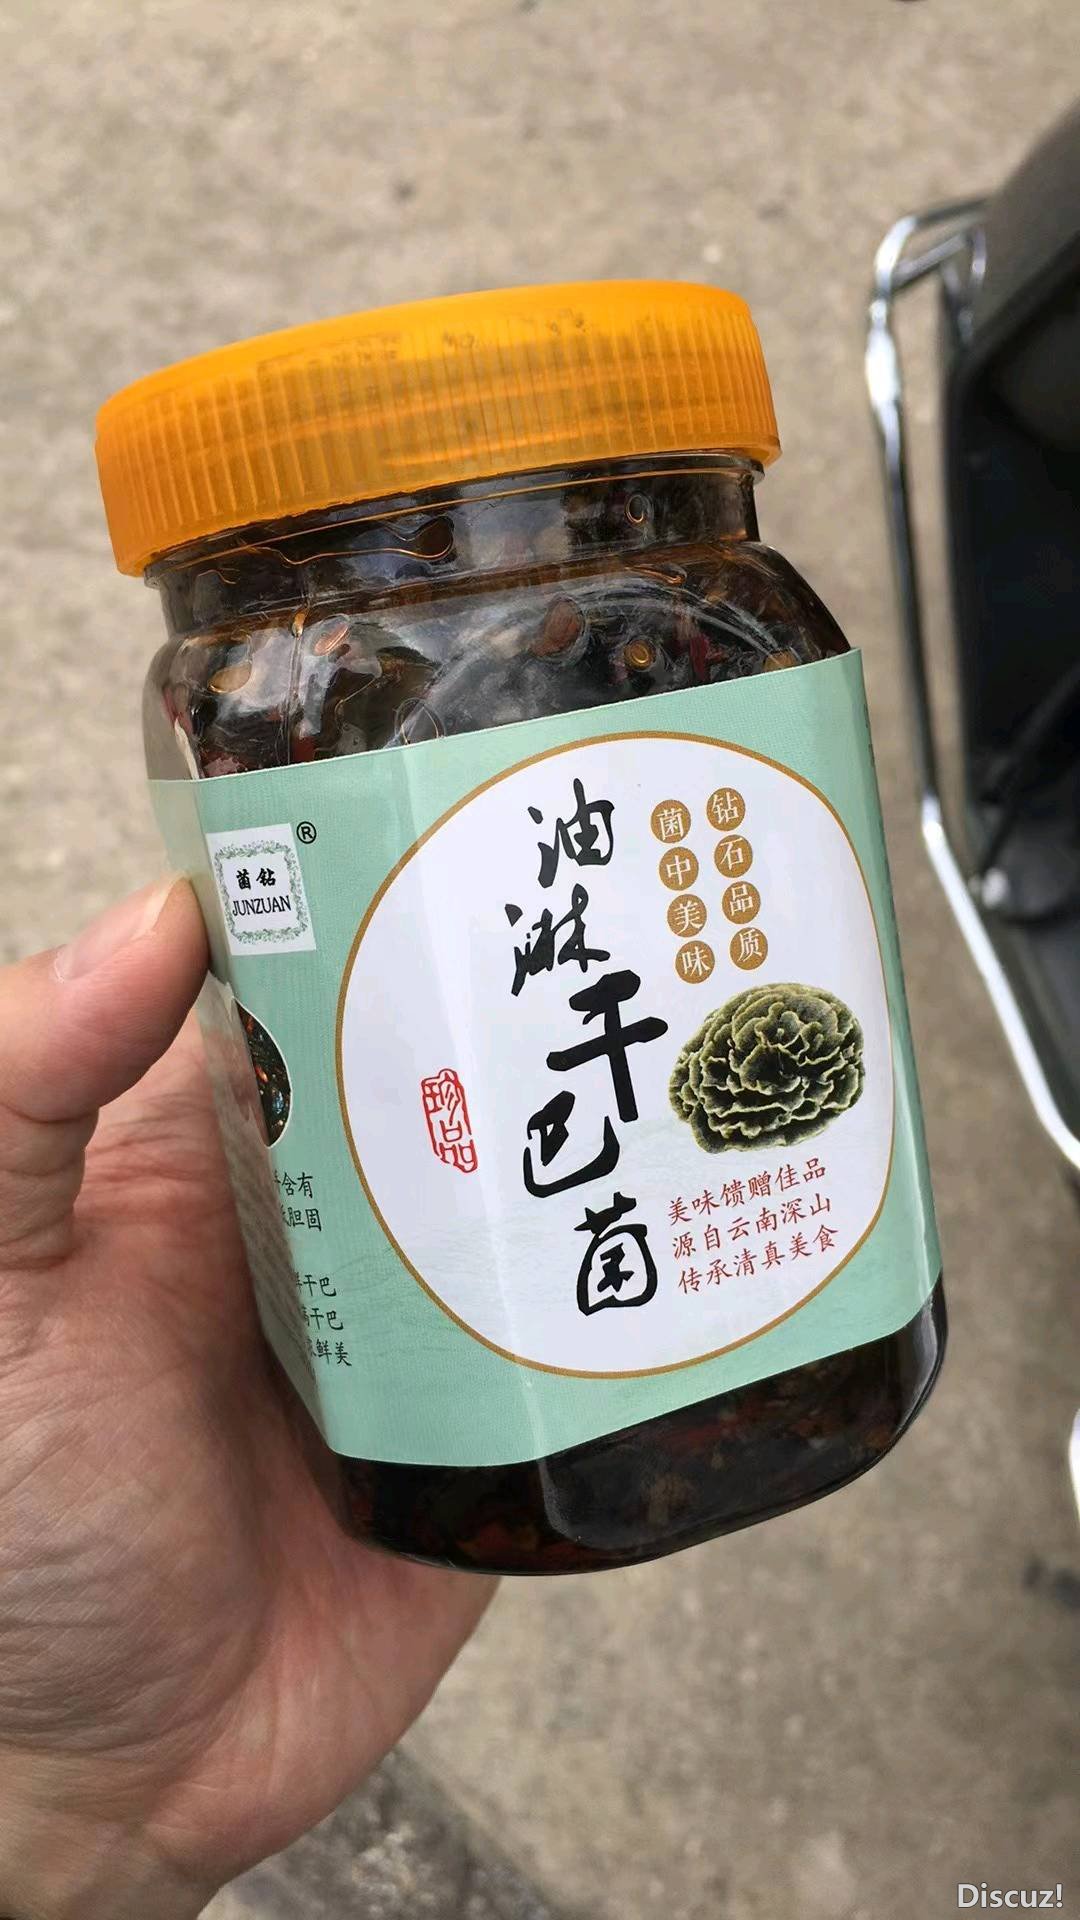 菌钻
JUNZUAN
®
油淋干巴菌
钻石品质
菌中美味
珍品
美味馈赠佳品
源自云南深山
传承清真美食
含有
胆固
干巴
干巴
鲜美
Discuz!